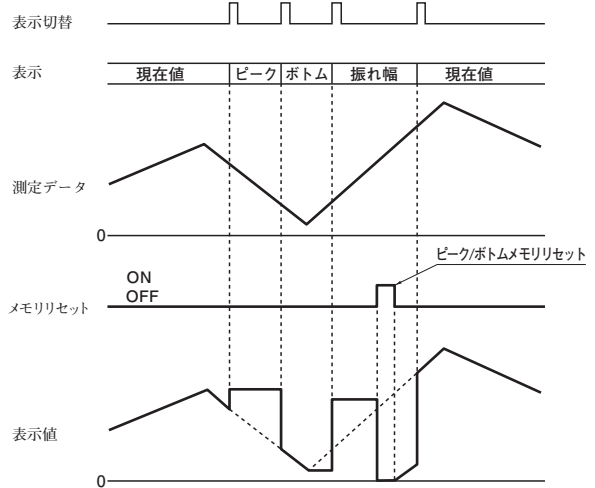 表示切替
表示
現在値 ピーク ボトム 振れ幅 現在値
測定データ
0
ピーク/ボトムメモリリセット
ON
OFF
メモリリセット
表示値
0